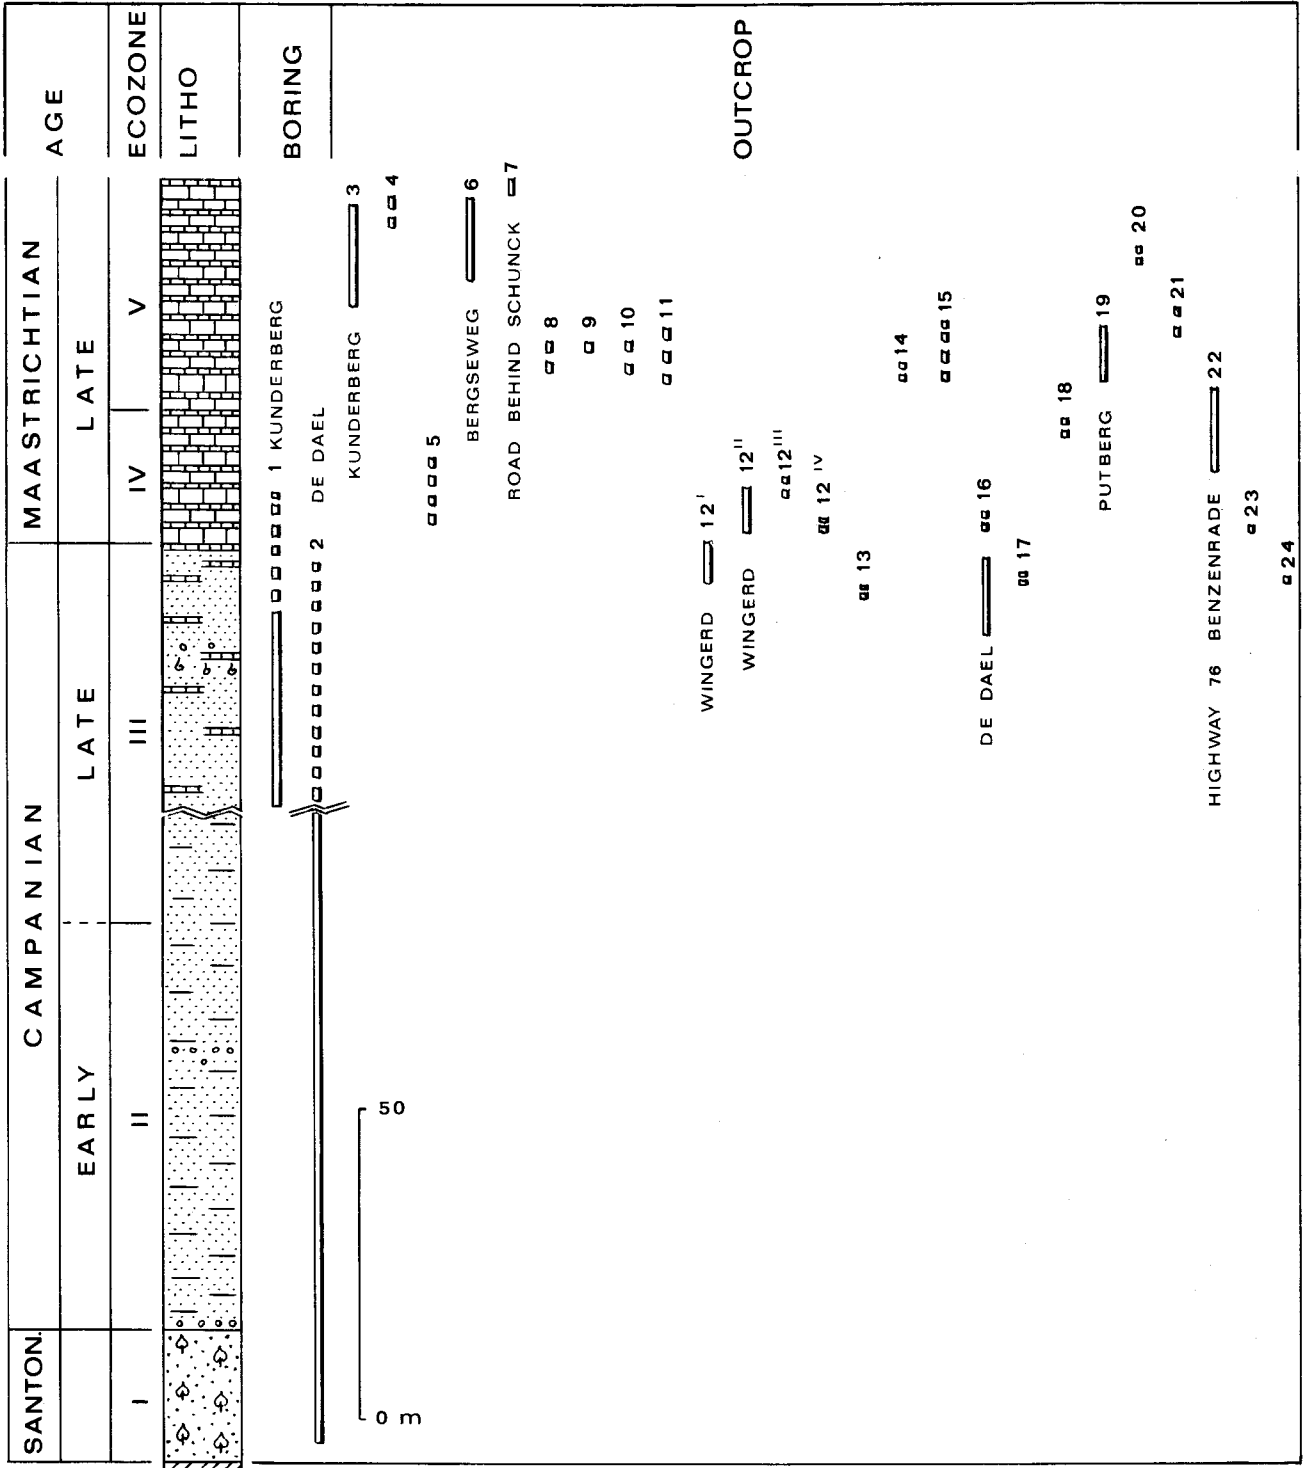 AGE
ECOZONE
LITHO
BORING
OUTCROP
MAASTRICHTIAN
LATE
V
IV
CAMPANIAN
LATE
III
EARLY
II
SANTON.
I
1 KUNDERBERG
2 DE DAEL
KUNDERBERG 3
4
5
BERGSEWEG 6
ROAD BEHIND SCHUNCK 7
8
9
10
11
WINGERD 12'
WINGERD 12''
12'''
12 IV
13
14
15
DE DAEL 16
17
18
PUTBERG 19
20
21
HIGHWAY 76 BENZENRADE 22
23
24
50
0 m